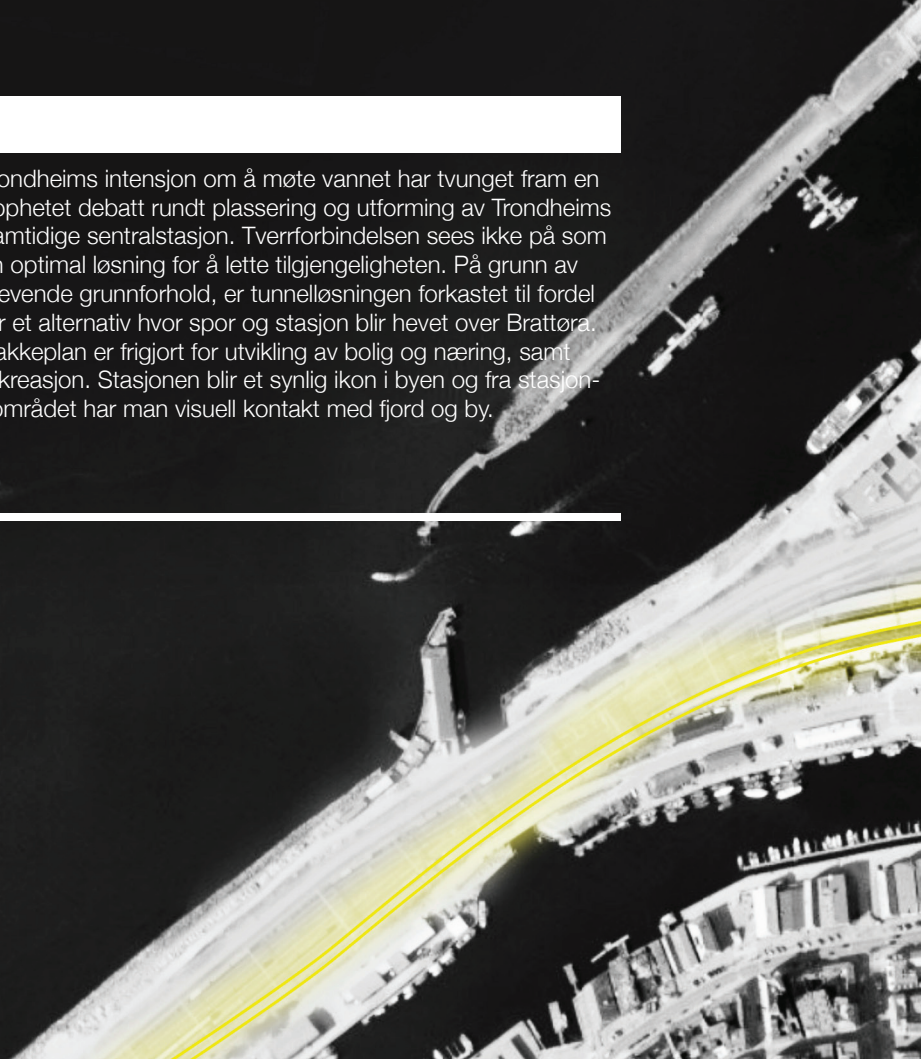 ondheims intensjon om å møte vannet har tvunget fram en
pphetet debatt rundt plassering og utforming av Trondheims
amtidige sentralstasjon. Tverrforbindelsen sees ikke på som
n optimal løsning for å lette tilgjengeligheten. På grunn av
evende grunnforhold, er tunnelløsningen forkastet til fordel
r et alternativ hvor spor og stasjon blir hevet over Brattøra.
akkeplan er frigjort for utvikling av bolig og næring, samt
kreasjon. Stasjonen blir et synlig ikon i byen og fra stasjon-
området har man visuell kontakt med fjord og by.